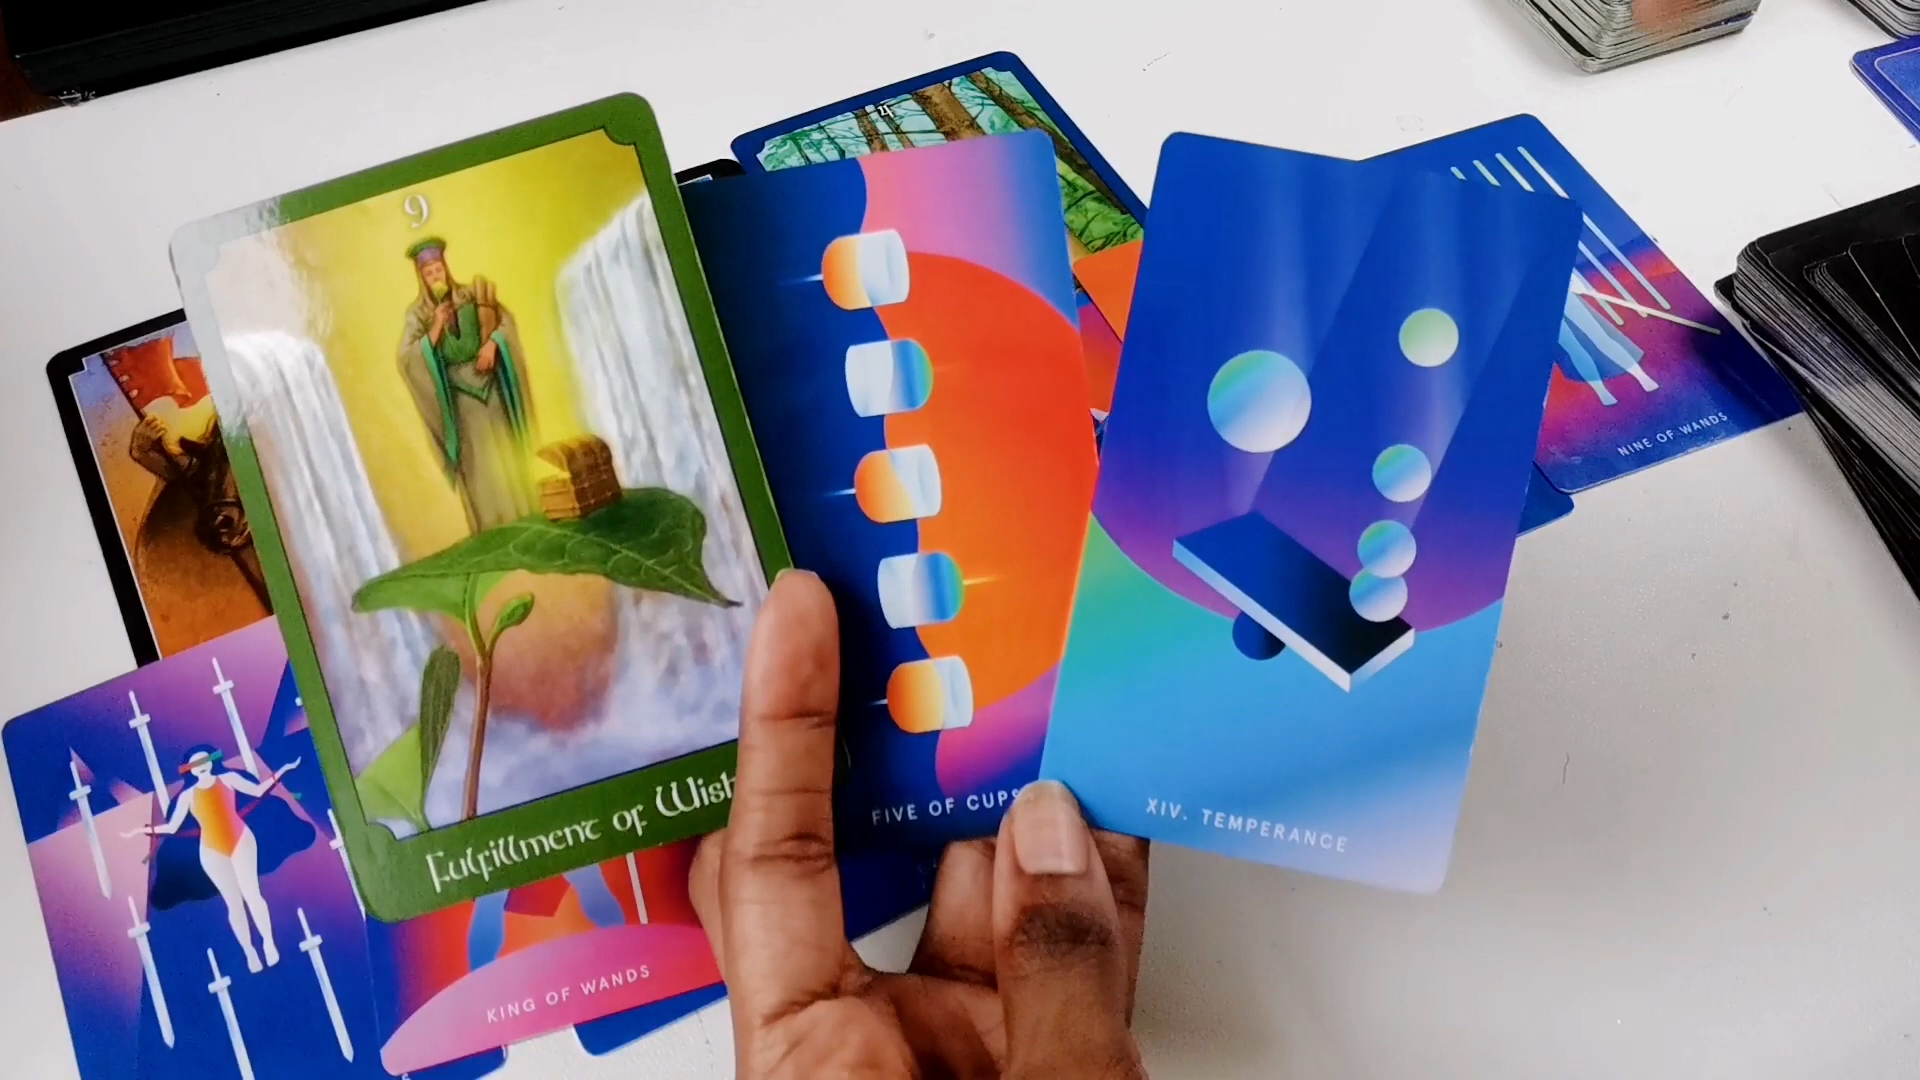 9
Fulfillment of Wish
FIVE OF CUPS
XIV. TEMPERANCE
NINE OF WANDS
KING OF WANDS